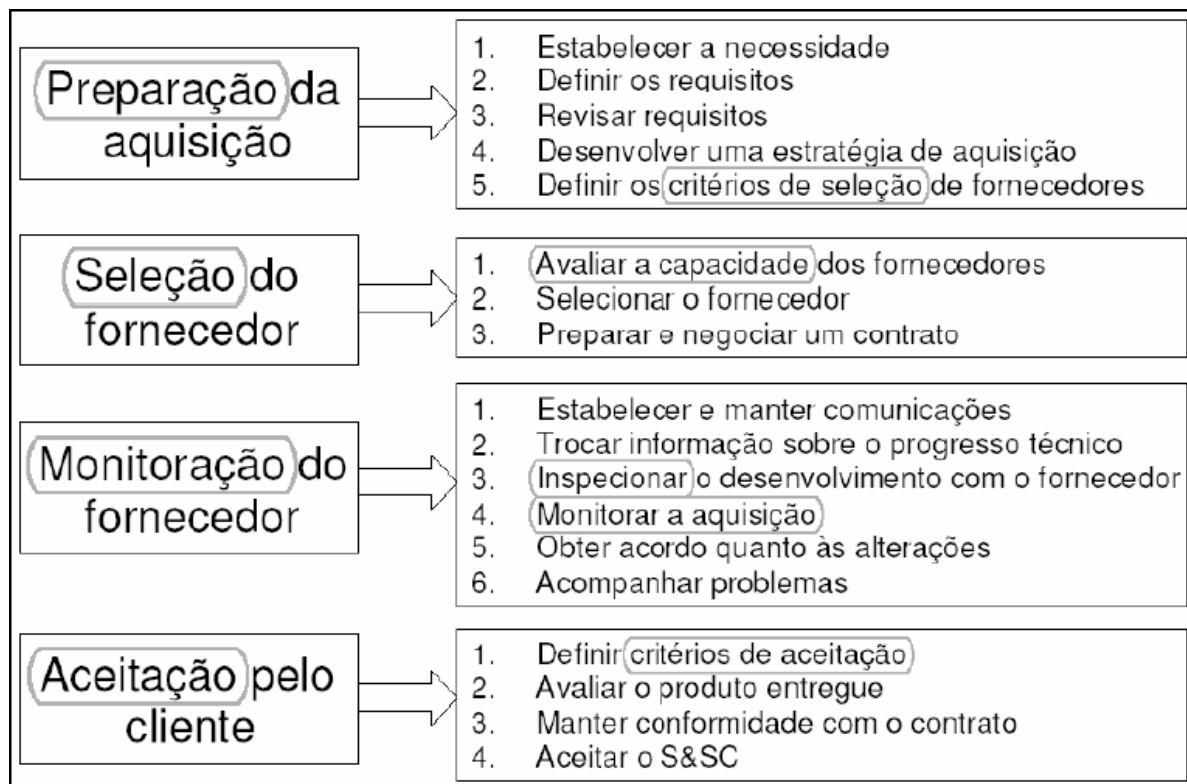 Preparação da
aquisição
1. Estabelecer a necessidade
2. Definir os requisitos
3. Revisar requisitos
4. Desenvolver uma estratégia de aquisição
5. Definir os critérios de seleção de fornecedores
Seleção do
fornecedor
1. Avaliar a capacidade dos fornecedores
2. Selecionar o fornecedor
3. Preparar e negociar um contrato
Monitoração do
fornecedor
1. Estabelecer e manter comunicações
2. Trocar informação sobre o progresso técnico
3. Inspecionar o desenvolvimento com o fornecedor
4. Monitorar a aquisição
5. Obter acordo quanto às alterações
6. Acompanhar problemas
Aceitação pelo
cliente
1. Definir critérios de aceitação
2. Avaliar o produto entregue
3. Manter conformidade com o contrato
4. Aceitar o S&SC